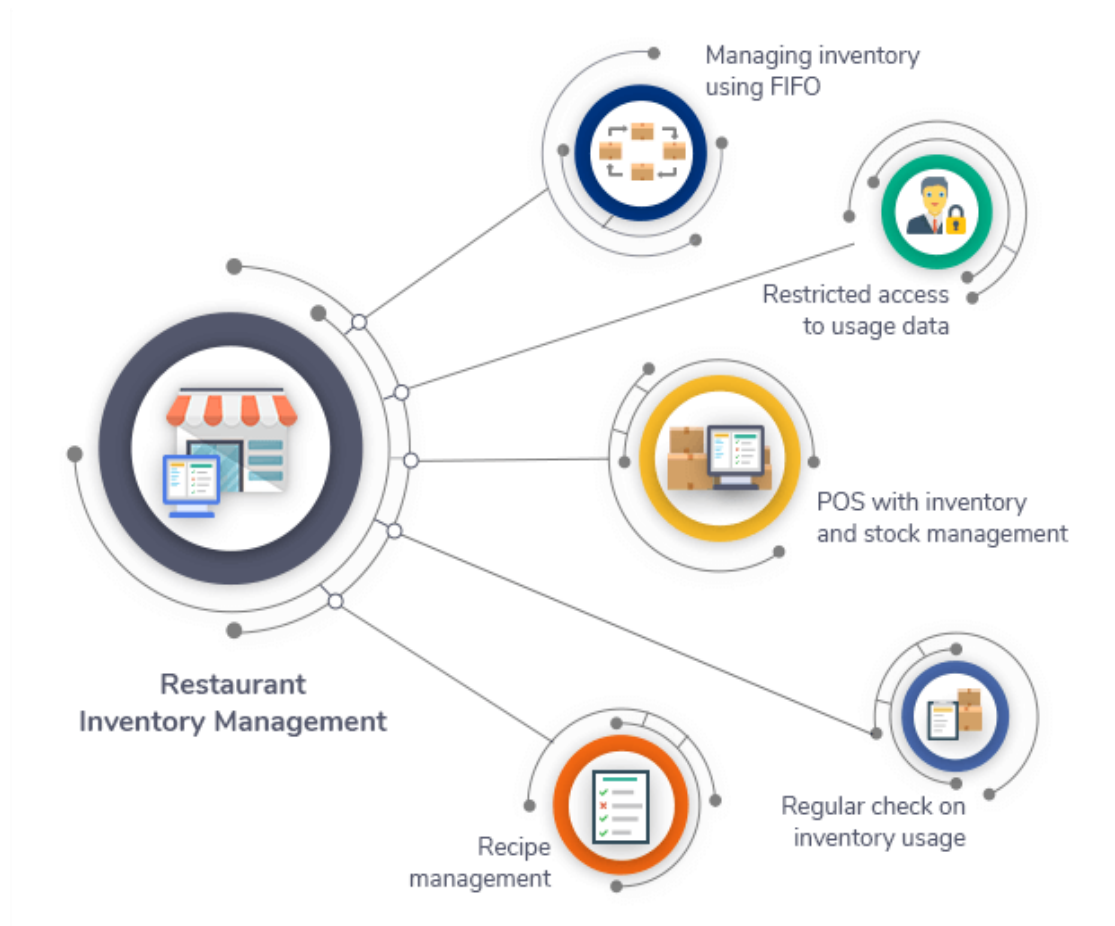 Managing inventory
using FIFO
Restricted access
to usage data
POS with inventory
and stock management
Restaurant
Inventory Management
Regular check on
inventory usage
Recipe
management